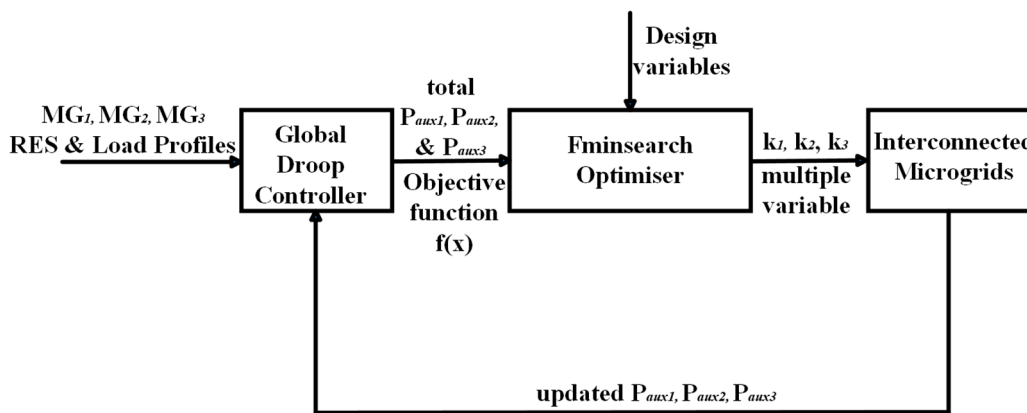 MG1, MG2, MG3
RES & Load Profiles
Global
Droop
Controller
total
Paux1, Paux2,
& Paux3
Objective
function
f(x)
Design
variables
Fminsearch
Optimiser
k1, k2, k3
multiple
variable
Interconnected
Microgrids
updated Paux1, Paux2, Paux3